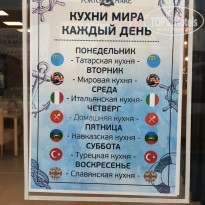 PORTO MARE
КУХНИ МИРА
КАЖДЫЙ ДЕНЬ
ПОНЕДЕЛЬНИК
- Татарская кухня -
ВТОРНИК
- Мировая кухня -
СРЕДА
- Итальянская кухня -
ЧЕТВЕРГ
- Домашняя кухня -
ПЯТНИЦА
- Кавказская кухня -
СУББОТА
- Турецкая кухня -
ВОСКРЕСЕНЬЕ
- Славянская кухня -